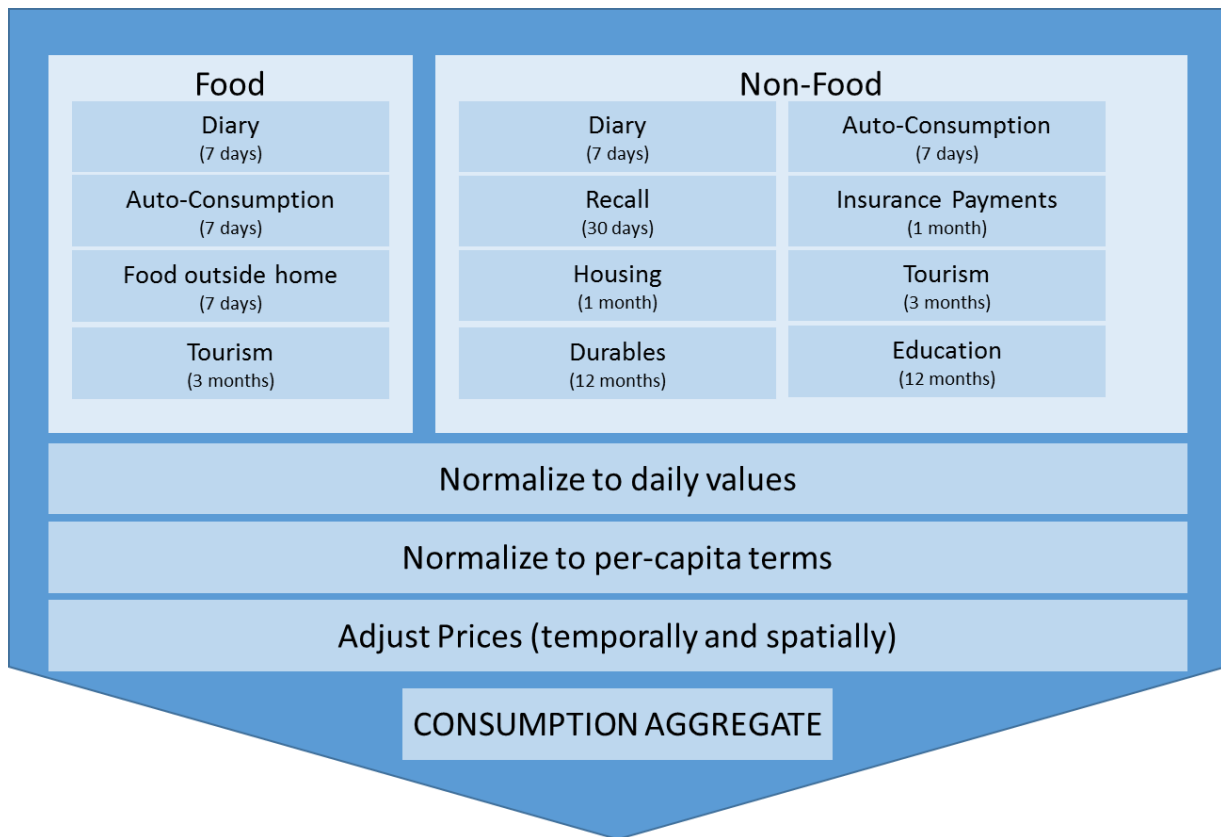 Food
Diary
(7 days)
Auto-Consumption
(7 days)
Food outside home
(7 days)
Tourism
(3 months)
Non-Food
Diary
(7 days)
Recall
(30 days)
Housing
(1 month)
Durables
(12 months)
Auto-Consumption
(7 days)
Insurance Payments
(1 month)
Tourism
(3 months)
Education
(12 months)
Normalize to daily values
Normalize to per-capita terms
Adjust Prices (temporally and spatially)
CONSUMPTION AGGREGATE